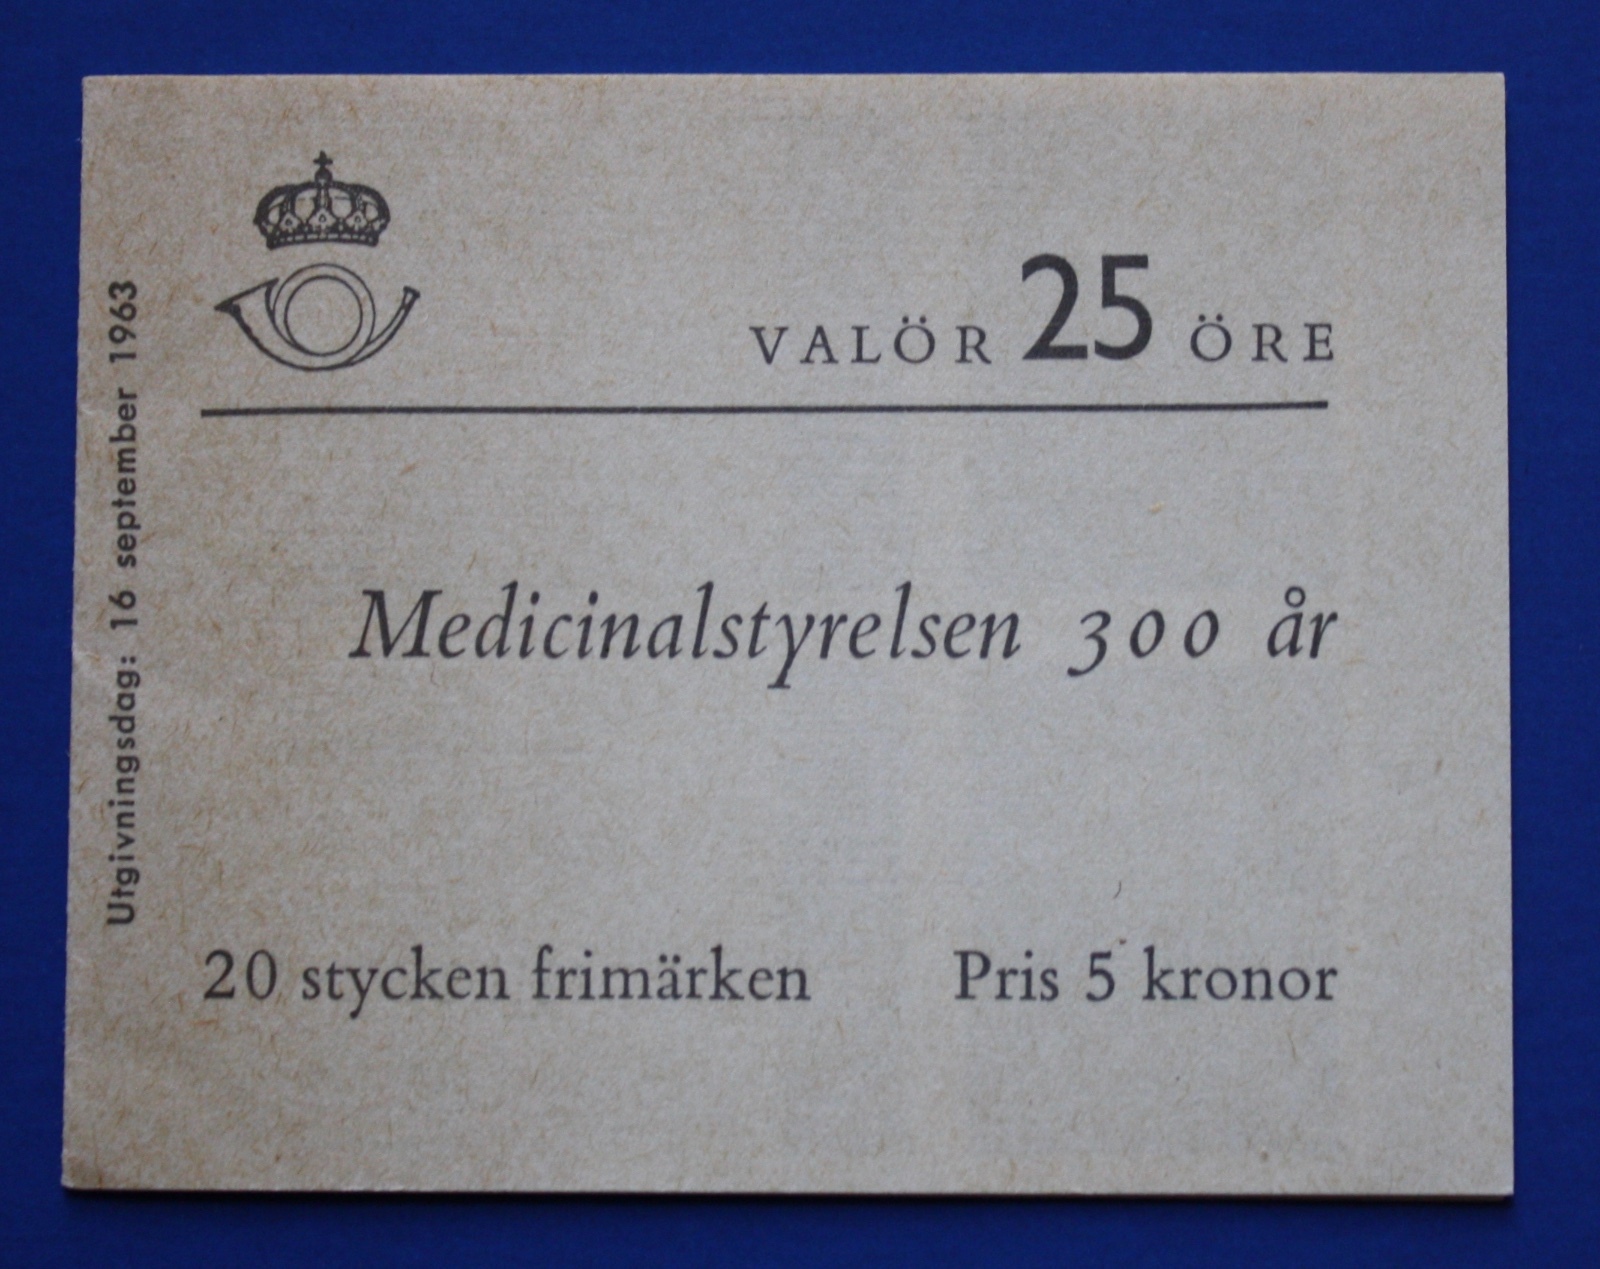 VALÖR 25 ÖRE
Medicinalstyrelsen 300 år
20 stycken frimärken
Pris 5 kronor
Utgivningsdag: 16 september 1963